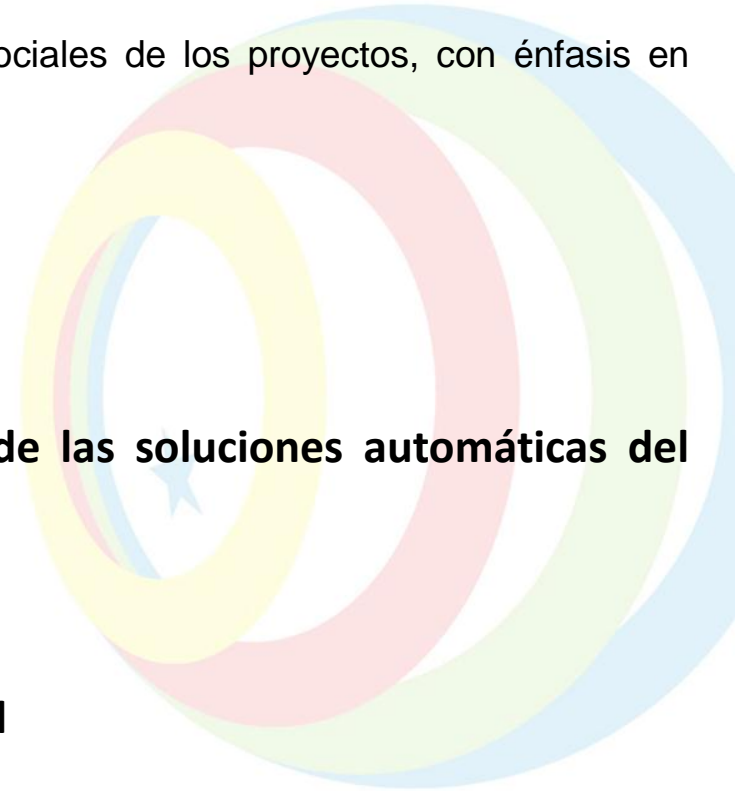 ociales de los proyectos, con énfasis en
de las soluciones automáticas del